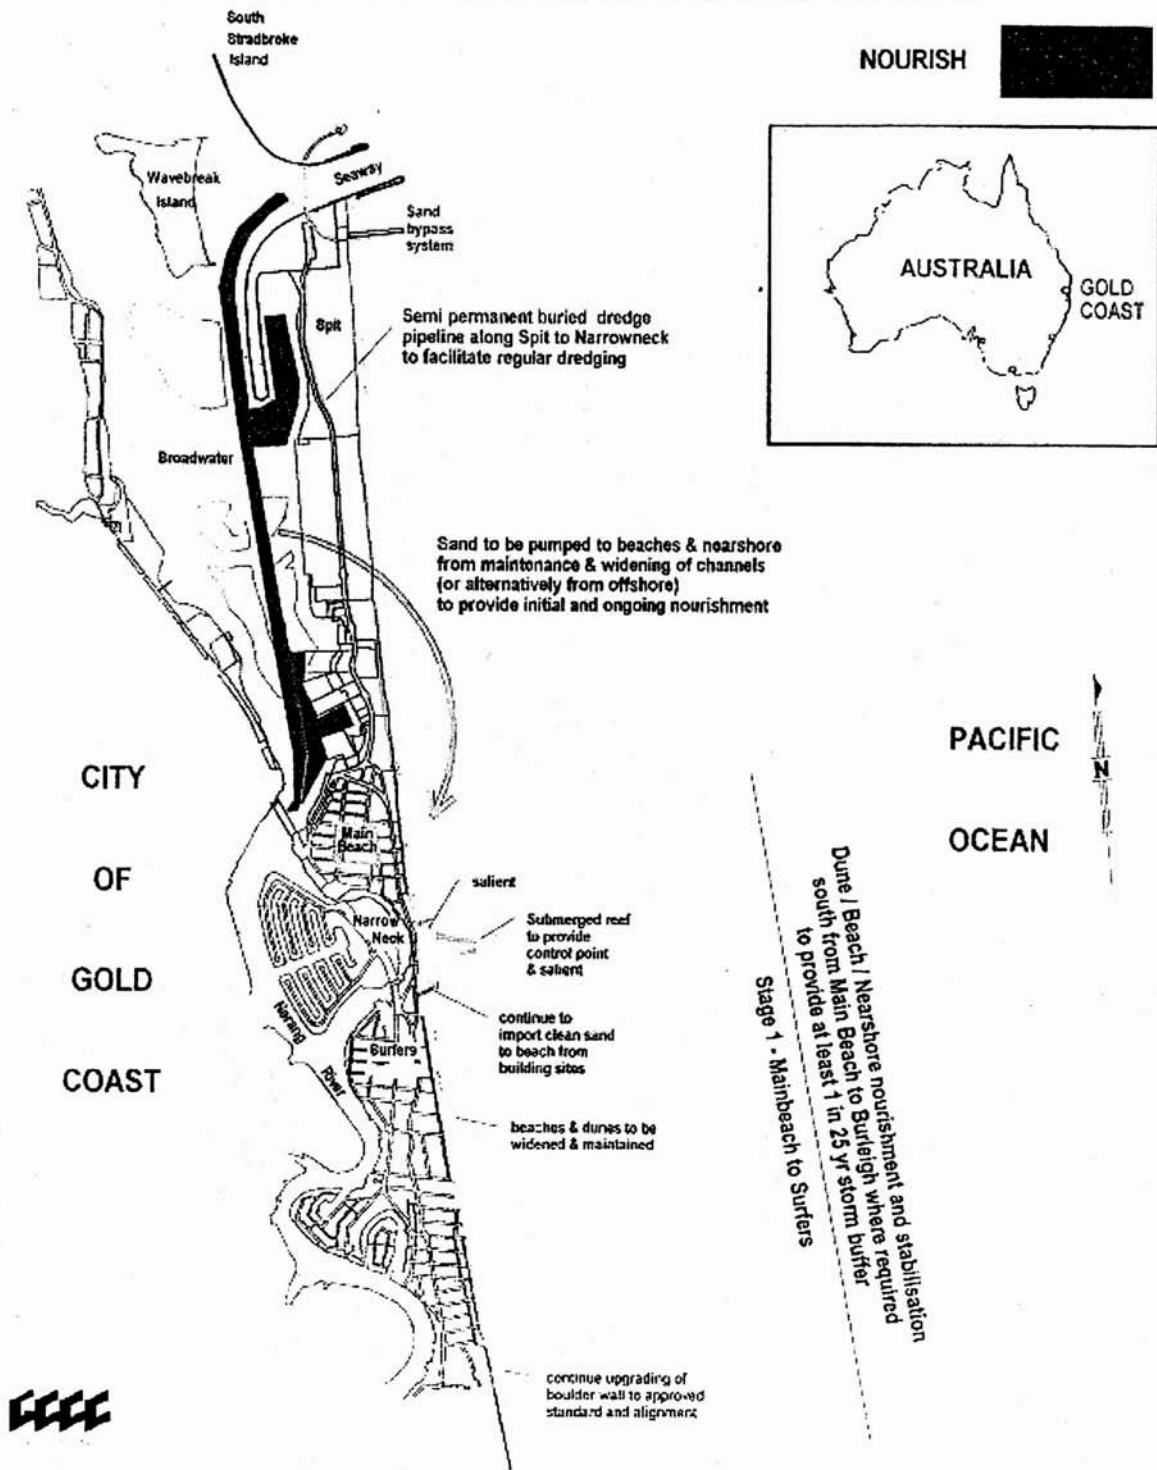 South
Stradbroke
Island
NOURISH
Wavebreak
Island
Seaway
Sand
bypass
system
AUSTRALIA
GOLD
COAST
Spit
Semi permanent buried dredge
pipeline along Spit to Narrowneck
to facilitate regular dredging
Broadwater
Sand to be pumped to beaches & nearshore
from maintenance & widening of channels
(or alternatively from offshore)
to provide initial and ongoing nourishment
PACIFIC
N
OCEAN
CITY
OF
GOLD
COAST
Main
Beach
salient
Narrow
Neck
Submerged reef
to provide
control point
& salient
Nerang
River
continue to
import clean sand
to beach from
building sites
Surfers
beaches & dunes to be
widened & maintained
Dune / Beach / Nearshore nourishment and stabilisation
south from Main Beach to Burleigh where required
to provide at least 1 in 25 yr storm buffer
Stage 1 - Mainbeach to Surfers
continue upgrading of
boulder wall to approved
standard and alignment
GCCC